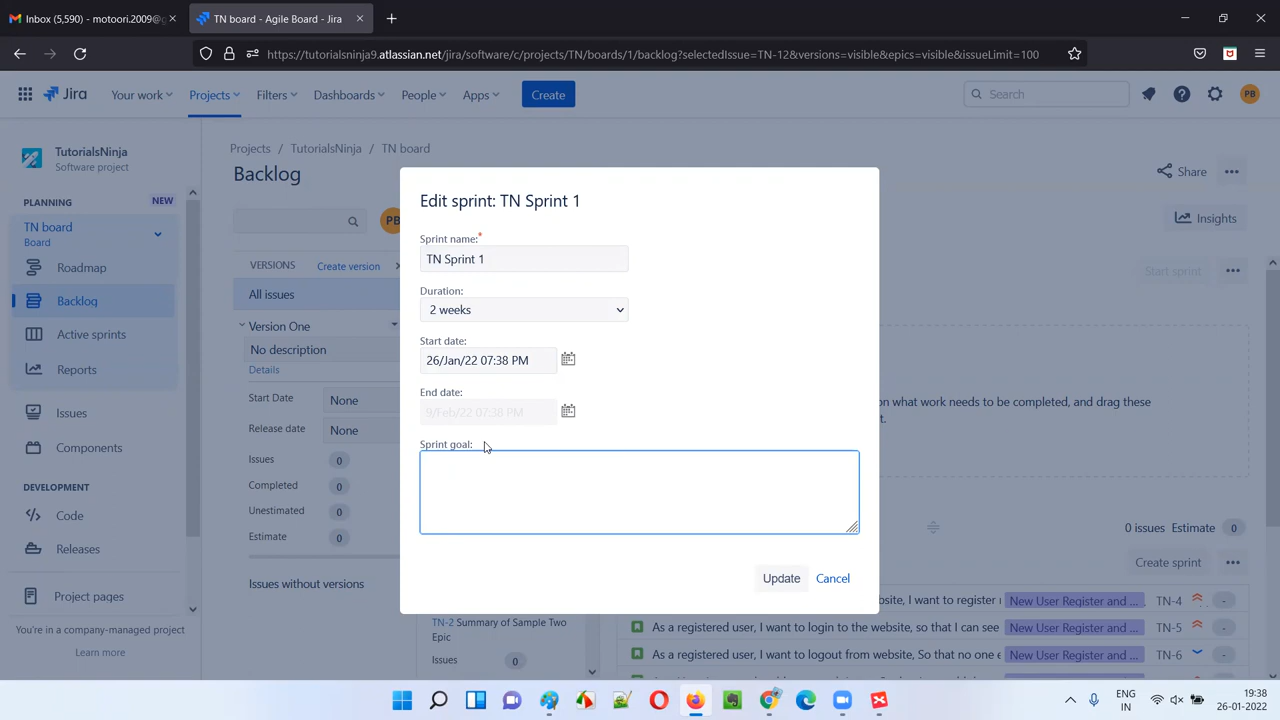 Inbox (5,590) - motoori.2009@g
TN board - Agile Board - Jira
https://tutorialsninja9.atlassian.net/jira/software/c/projects/TN/boards/1/backlog?selectedIssue=TN-12&versions=visible&epics=visible&issueLimit=100
Jira
Your work
Projects
Filters
Dashboards
People
Apps
Create
Search
PB
TutorialsNinja
Software project
PLANNING
NEW
TN board
Board
Roadmap
Backlog
Active sprints
Reports
Issues
Components
DEVELOPMENT
Code
Releases
Project pages
You're in a company-managed project
Learn more
Projects / TutorialsNinja / TN board
Backlog
Share
PB
Insights
VERSIONS
Create version
All issues
Version One
No description
Details
Start Date
None
Release date
None
Issues
0
Completed
0
Unestimated
0
Estimate
0
Issues without versions
Edit sprint: TN Sprint 1
Sprint name:*
TN Sprint 1
Duration:
2 weeks
Start date:
26/Jan/22 07:38 PM
End date:
9/Feb/22 07:38 PM
Sprint goal:
Update
Cancel
Start sprint
on what work needs to be completed, and drag these
0 issues Estimate 0
Create sprint
TN-2 Summary of Sample Two
Epic
Issues
0
website, I want to register
New User Register and ...
TN-4
-
As a registered user, I want to login to the website, so that I can see
New User Register and ...
TN-5
-
As a registered user, I want to logout from website, So that no one e
New User Register and ...
TN-6
-
ENG
IN
19:38
26-01-2022